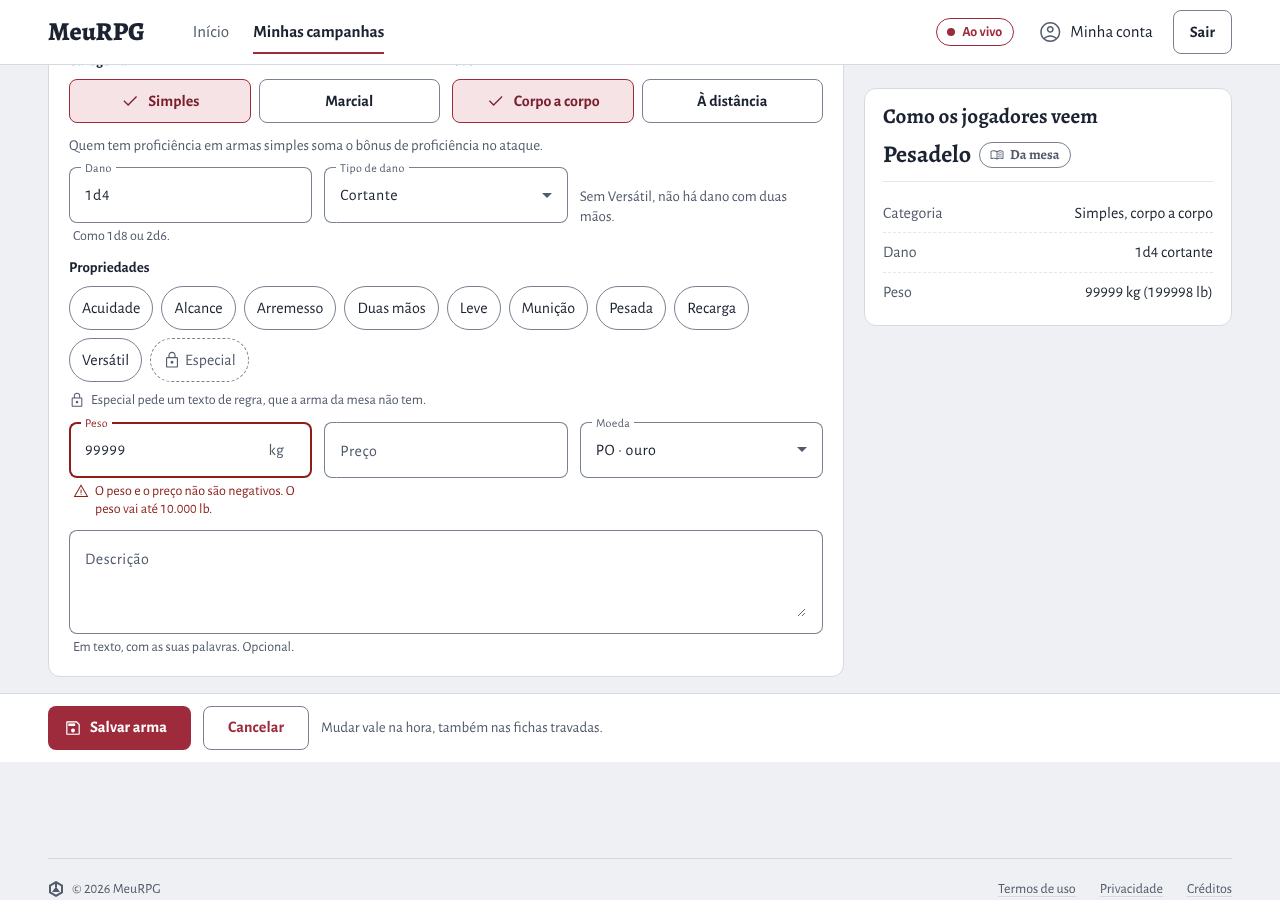 MeuRPG
Início
Minhas campanhas
Ao vivo
Minha conta
Sair
Simples
Marcial
Corpo a corpo
À distância
Quem tem proficiência em armas simples soma o bônus de proficiência no ataque.
Dano
1d4
Como 1d8 ou 2d6.
Tipo de dano
Cortante
Sem Versátil, não há dano com duas
mãos.
Propriedades
Acuidade
Alcance
Arremesso
Duas mãos
Leve
Munição
Pesada
Recarga
Versátil
Especial
Especial pede um texto de regra, que a arma da mesa não tem.
Peso
99999
kg
Preço
Moeda
PO · ouro
O peso e o preço não são negativos. O
peso vai até 10.000 lb.
Descrição
Em texto, com as suas palavras. Opcional.
Como os jogadores veem
Pesadelo
Da mesa
Categoria
Simples, corpo a corpo
Dano
1d4 cortante
Peso
99999 kg (199998 lb)
Salvar arma
Cancelar
Mudar vale na hora, também nas fichas travadas.
© 2026 MeuRPG
Termos de uso
Privacidade
Créditos